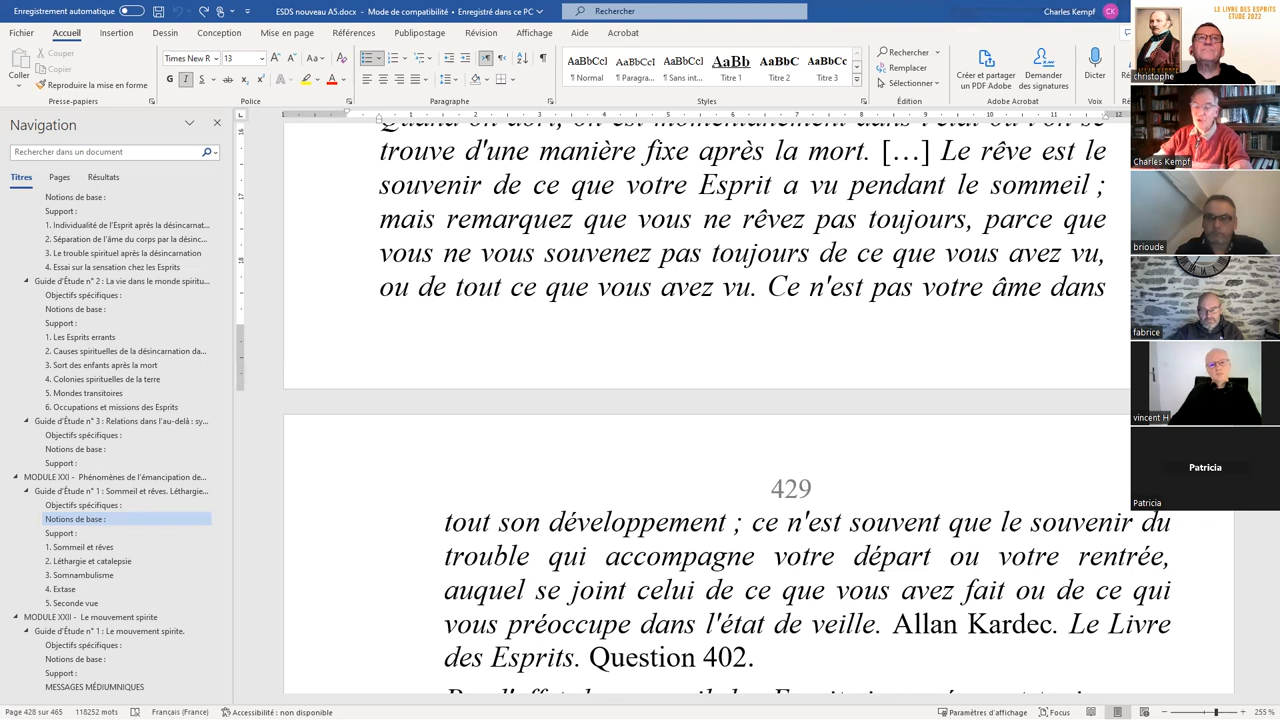 Enregistrement automatique
ESDS nouveau A5.docx - Mode de compatibilité • Enregistré dans ce PC
Rechercher
Charles Kempf
CK
Fichier Accueil Insertion Dessin Conception Mise en page Références Publipostage Révision Affichage Aide Acrobat
Coller
Couper
Copier
Reproduire la mise en forme
Presse-papiers
Times New R 13
Police
Paragraphe
AaBbCcI ¶ Normal
AaBbCcI ¶ Paragra...
AaBbCcI ¶ Sans int...
AaBb Titre 1
AaBbC Titre 2
AaBbCc Titre 3
Styles
Rechercher
Remplacer
Sélectionner
Édition
Créer et partager un PDF Adobe
Demander des signatures
Adobe Acrobat
Dicter
Voix
Navigation
Rechercher dans un document
Titres Pages Résultats
Notions de base :
Support :
1. Individualité de l'Esprit après la désincarnat...
2. Séparation de l'âme du corps par la désinc...
3. Le trouble spirituel après la désincarnation
4. Essai sur la sensation chez les Esprits
Guide d'Étude n° 2 : La vie dans le monde spiritu...
Objectifs spécifiques :
Notions de base :
Support :
1. Les Esprits errants
2. Causes spirituelles de la désincarnation da...
3. Sort des enfants après la mort
4. Colonies spirituelles de la terre
5. Mondes transitoires
6. Occupations et missions des Esprits
Guide d'Étude n° 3 : Relations dans l'au-delà : sy...
Objectifs spécifiques :
Notions de base :
Support :
MODULE XXI - Phénomènes de l'émancipation de...
Guide d'Étude n° 1 : Sommeil et rêves. Léthargie...
Objectifs spécifiques :
Notions de base :
Support :
1. Sommeil et rêves
2. Léthargie et catalepsie
3. Somnambulisme
4. Extase
5. Seconde vue
MODULE XXII - Le mouvement spirite
Guide d'Étude n° 1 : Le mouvement spirite.
Objectifs spécifiques :
Notions de base :
Support :
MESSAGES MÉDIUMNIQUES
Quand on dort, on est momentanément dans l'état où l'on se
trouve d'une manière fixe après la mort. […] Le rêve est le
souvenir de ce que votre Esprit a vu pendant le sommeil ;
mais remarquez que vous ne rêvez pas toujours, parce que
vous ne vous souvenez pas toujours de ce que vous avez vu,
ou de tout ce que vous avez vu. Ce n'est pas votre âme dans
429
tout son développement ; ce n'est souvent que le souvenir du
trouble qui accompagne votre départ ou votre rentrée,
auquel se joint celui de ce que vous avez fait ou de ce qui
vous préoccupe dans l'état de veille. Allan Kardec. Le Livre
des Esprits. Question 402.
LE LIVRE DES ESPRITS
ETUDE 2022
christophe
Charles Kempf
brioude
fabrice
vincent H
Patricia
Patricia
Page 428 sur 465 118252 mots Français (France) Accessibilité : non disponible
Paramètres d'affichage Focus 255 %